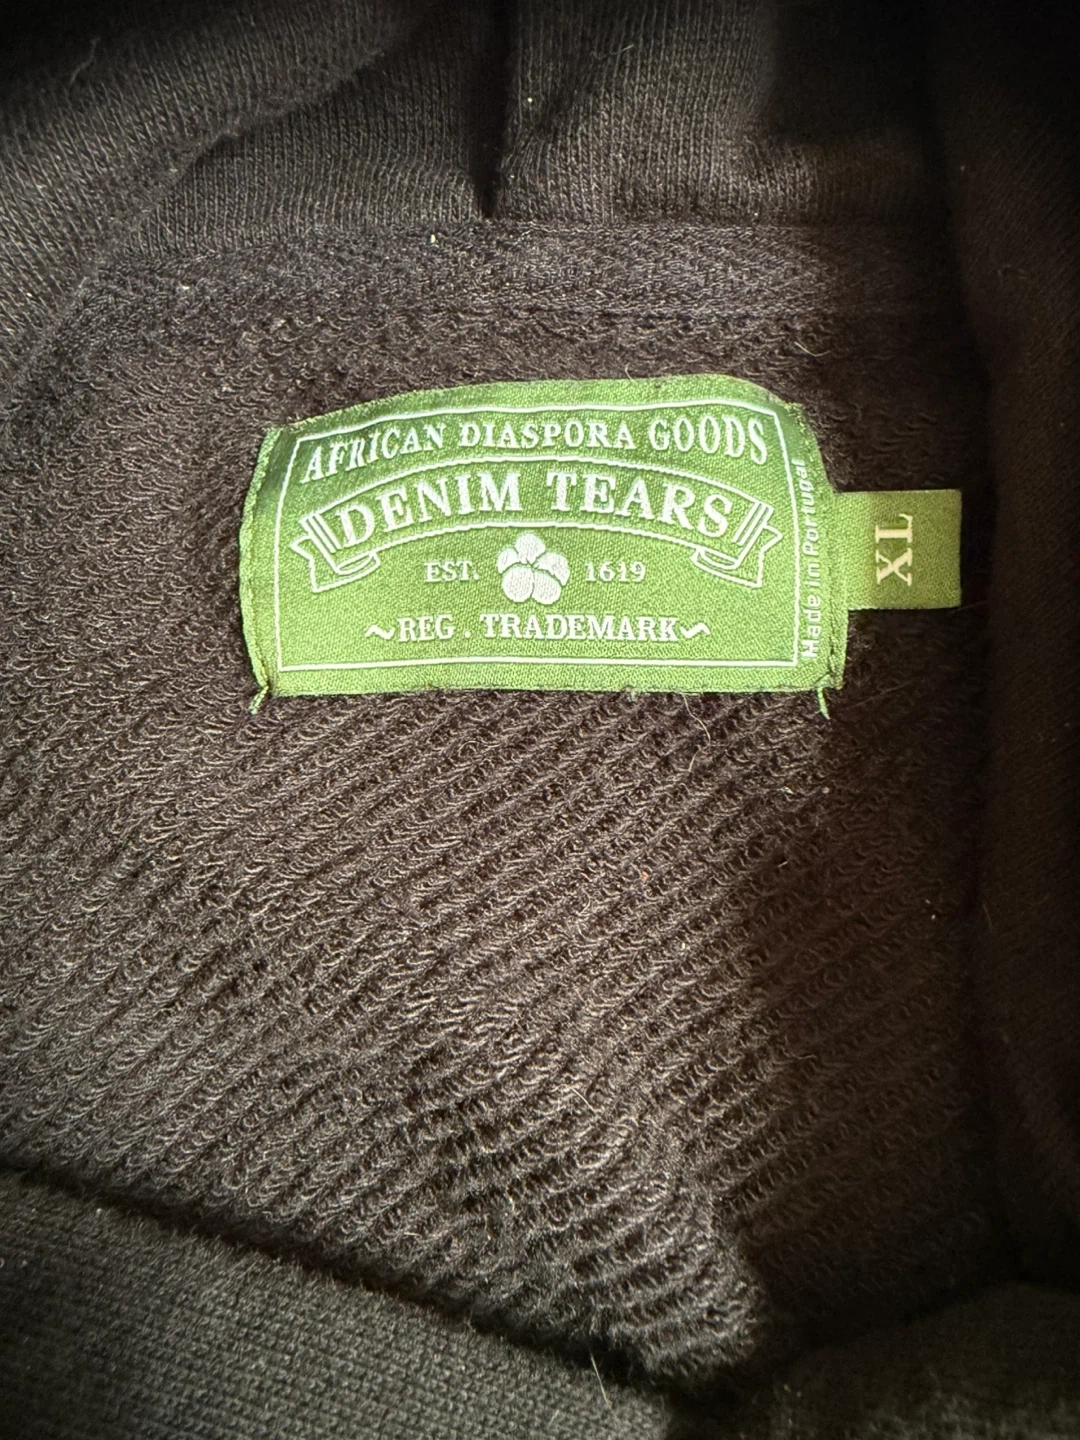 AFRICAN DIASPORA GOODS
DENIM TEARS
EST. 1619
~REG . TRADEMARK~
Made in Portugal
XL